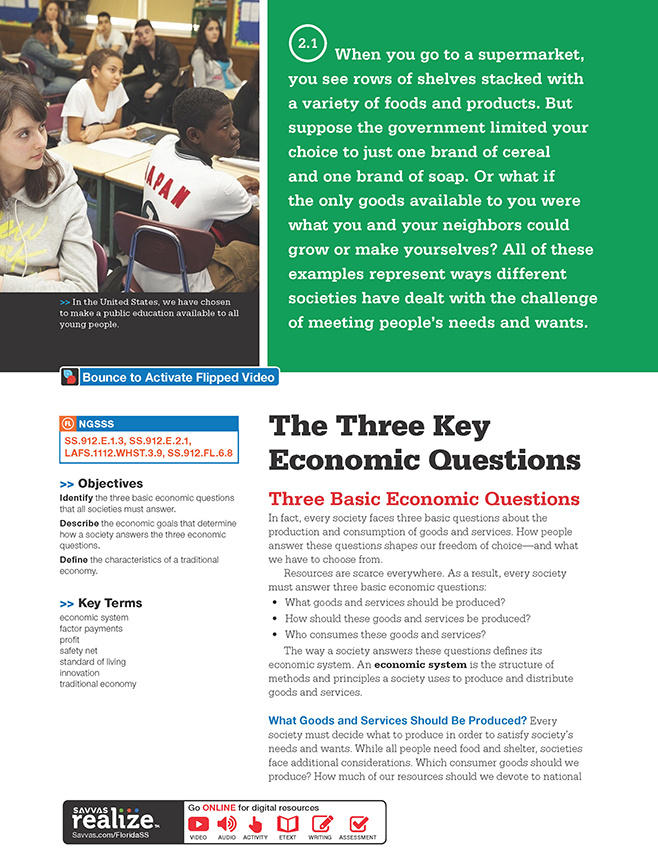 JAPAN
>> In the United States, we have chosen
to make a public education available to all
young people.
2.1
When you go to a supermarket,
you see rows of shelves stacked with
a variety of foods and products. But
suppose the government limited your
choice to just one brand of cereal
and one brand of soap. Or what if
the only goods available to you were
what you and your neighbors could
grow or make yourselves? All of these
examples represent ways different
societies have dealt with the challenge
of meeting people's needs and wants.
Bounce to Activate Flipped Video
FL NGSSS
SS.912.E.1.3, SS.912.E.2.1,
LAFS.1112.WHST.3.9, SS.912.FL.6.8
>> Objectives
Identify the three basic economic questions
that all societies must answer.
Describe the economic goals that determine
how a society answers the three economic
questions.
Define the characteristics of a traditional
economy.
>> Key Terms
economic system
factor payments
profit
safety net
standard of living
innovation
traditional economy
The Three Key
Economic Questions
Three Basic Economic Questions
In fact, every society faces three basic questions about the
production and consumption of goods and services. How people
answer these questions shapes our freedom of choice—and what
we have to choose from.
Resources are scarce everywhere. As a result, every society
must answer three basic economic questions:
• What goods and services should be produced?
• How should these goods and services be produced?
• Who consumes these goods and services?
The way a society answers these questions defines its
economic system. An economic system is the structure of
methods and principles a society uses to produce and distribute
goods and services.
What Goods and Services Should Be Produced? Every
society must decide what to produce in order to satisfy society's
needs and wants. While all people need food and shelter, societies
face additional considerations. Which consumer goods should we
produce? How much of our resources should we devote to national
SAVVAS
realize™
Savvas.com/FloridaSS
Go ONLINE for digital resources
VIDEO AUDIO ACTIVITY ETEXT WRITING ASSESSMENT